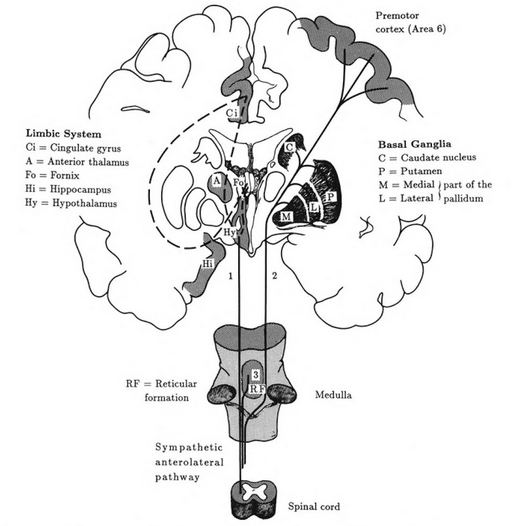 Premotor
cortex (Area 6)
Ci
Limbic System
Ci = Cingulate gyrus
A = Anterior thalamus
Fo = Fornix
Hi = Hippocampus
Hy = Hypothalamus
Basal Ganglia
C = Caudate nucleus
P = Putamen
M = Medial } part of the
L = Lateral } pallidum
C
A
Fo
P
L
M
Hy
Hi
1
2
3
RF
RF = Reticular
formation
Medulla
Sympathetic
anterolateral
pathway
Spinal cord